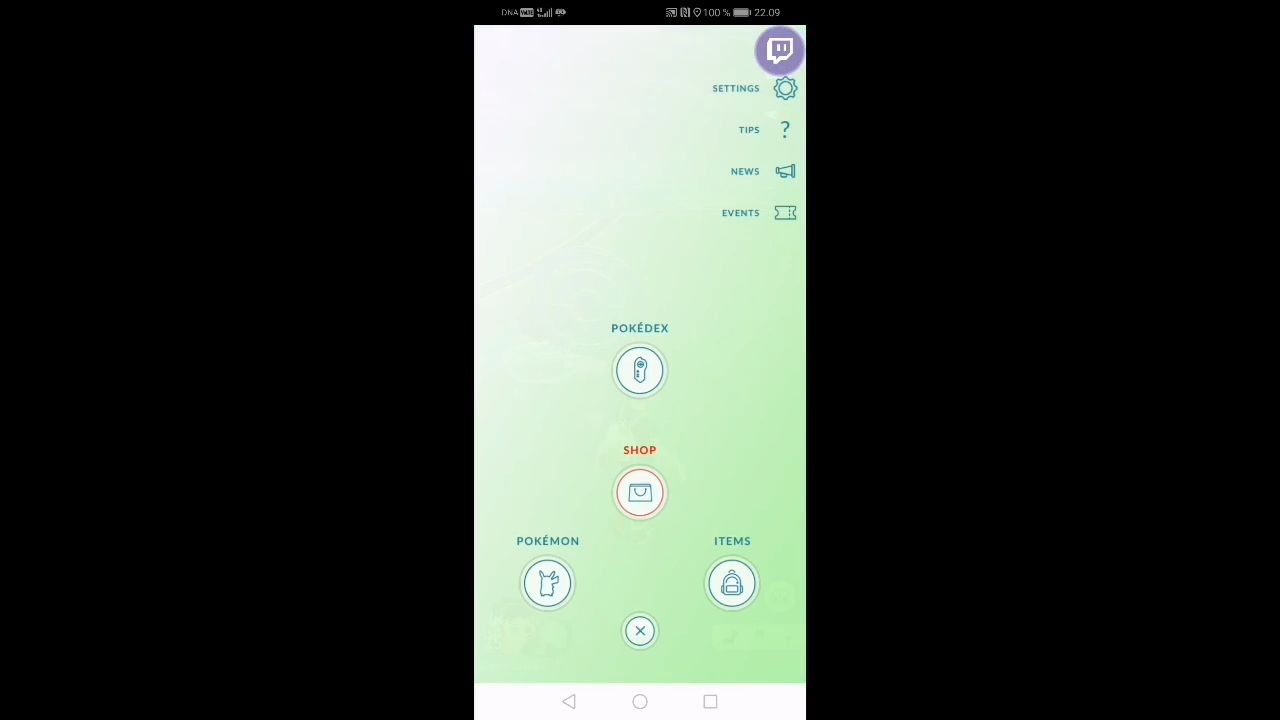 DNA 100 % 22.09
SETTINGS
TIPS ?
NEWS
EVENTS
POKÉDEX
SHOP
POKÉMON
ITEMS